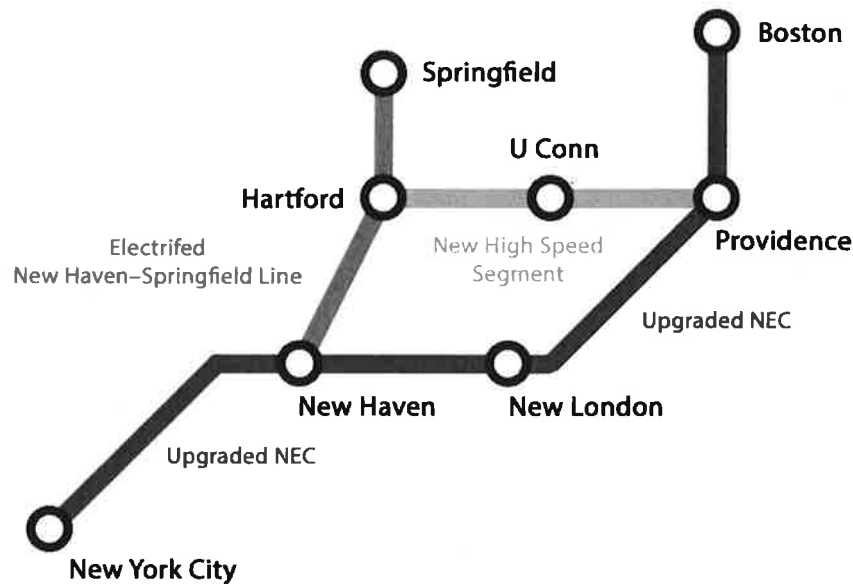 Boston
Springfield
U Conn
Hartford
Providence
Electrifed
New Haven–Springfield Line
New High Speed
Segment
Upgraded NEC
New Haven
New London
Upgraded NEC
New York City